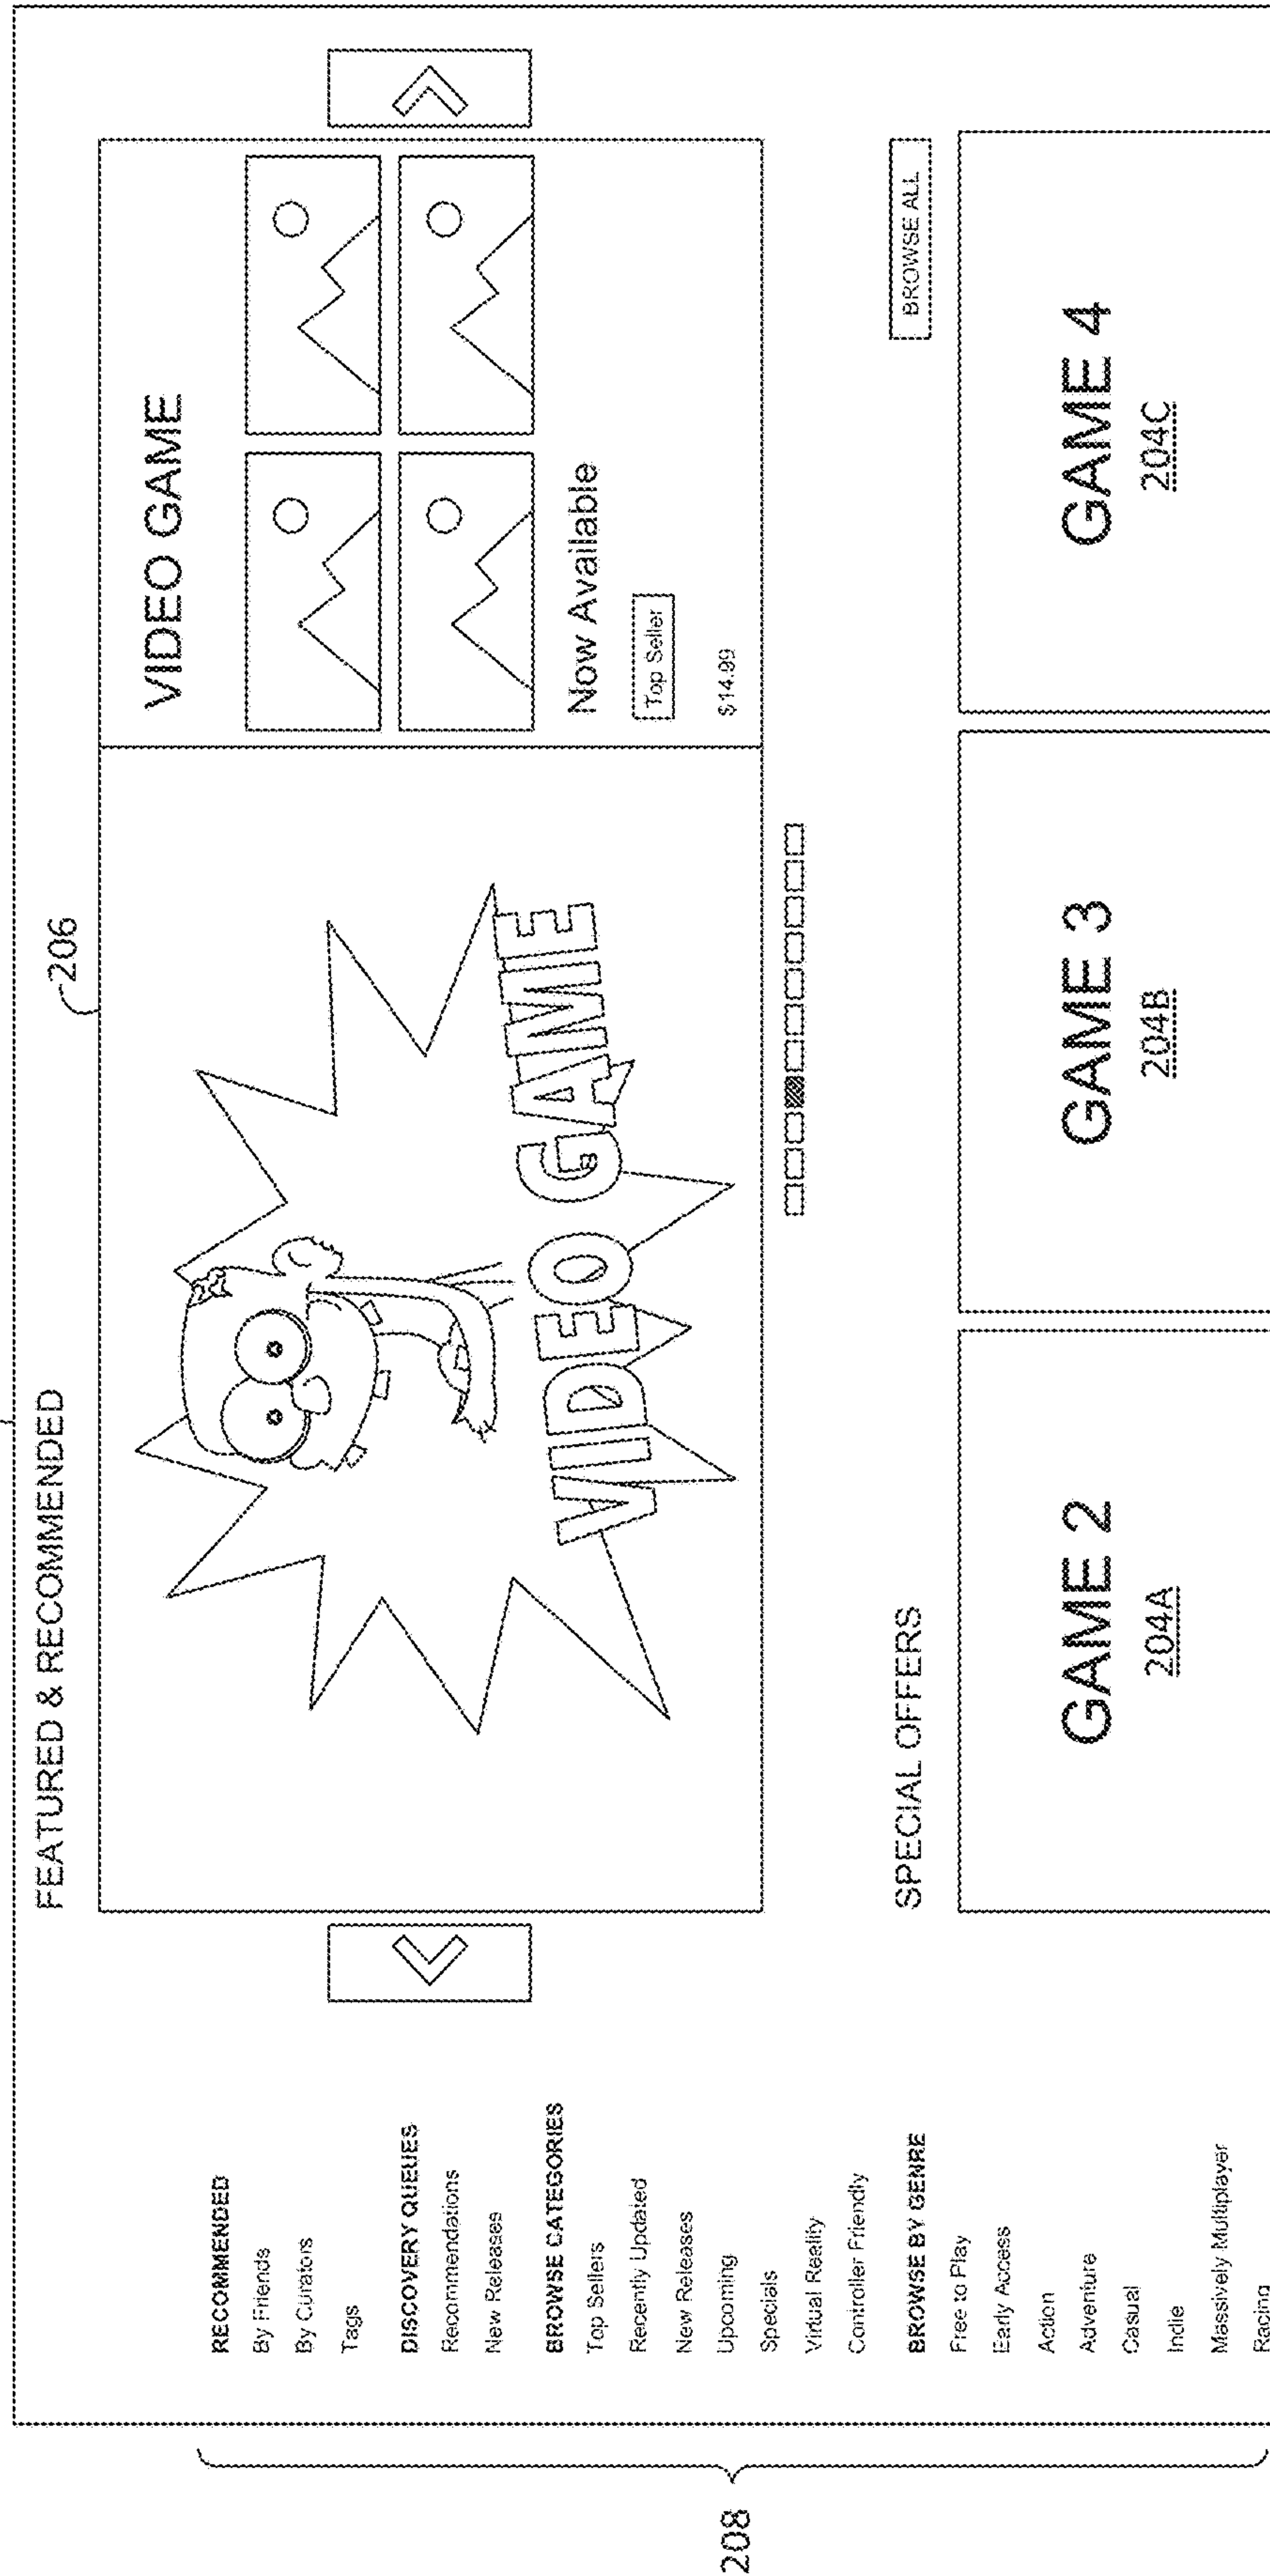 206
FEATURED & RECOMMENDED
VIDEO GAME
VIDEO GAME
Now Available
Top Seller
$14.99
208
RECOMMENDED
By Friends
By Curators
Tags
DISCOVERY QUEUES
Recommendations
New Releases
BROWSE CATEGORIES
Top Sellers
Recently Updated
New Releases
Upcoming
Specials
Virtual Reality
Controller Friendly
BROWSE BY GENRE
Free to Play
Early Access
Action
Adventure
Casual
Indie
Massively Multiplayer
Racing
SPECIAL OFFERS
BROWSE ALL
GAME 2
204A
GAME 3
204B
GAME 4
204C